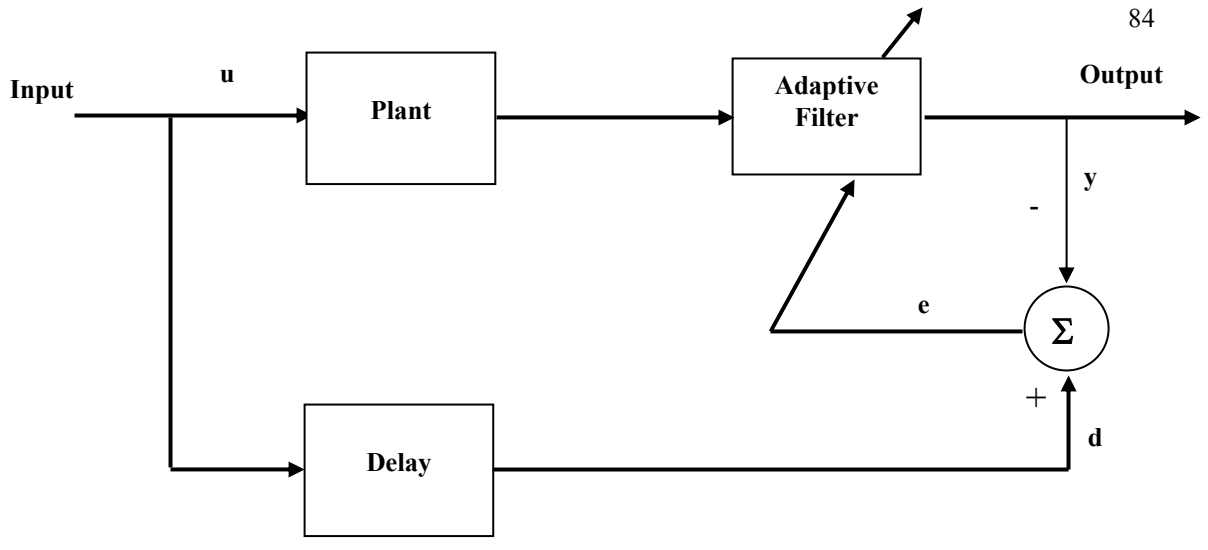 84
Input
u
Plant
Adaptive
Filter
Output
y
-
e
Σ
+
d
Delay